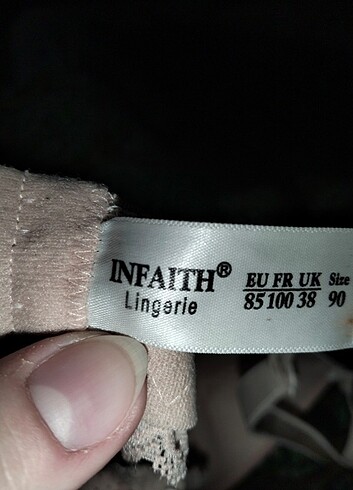 INFAITH®
Lingerie
EU FR UK Size
85 100 38 90